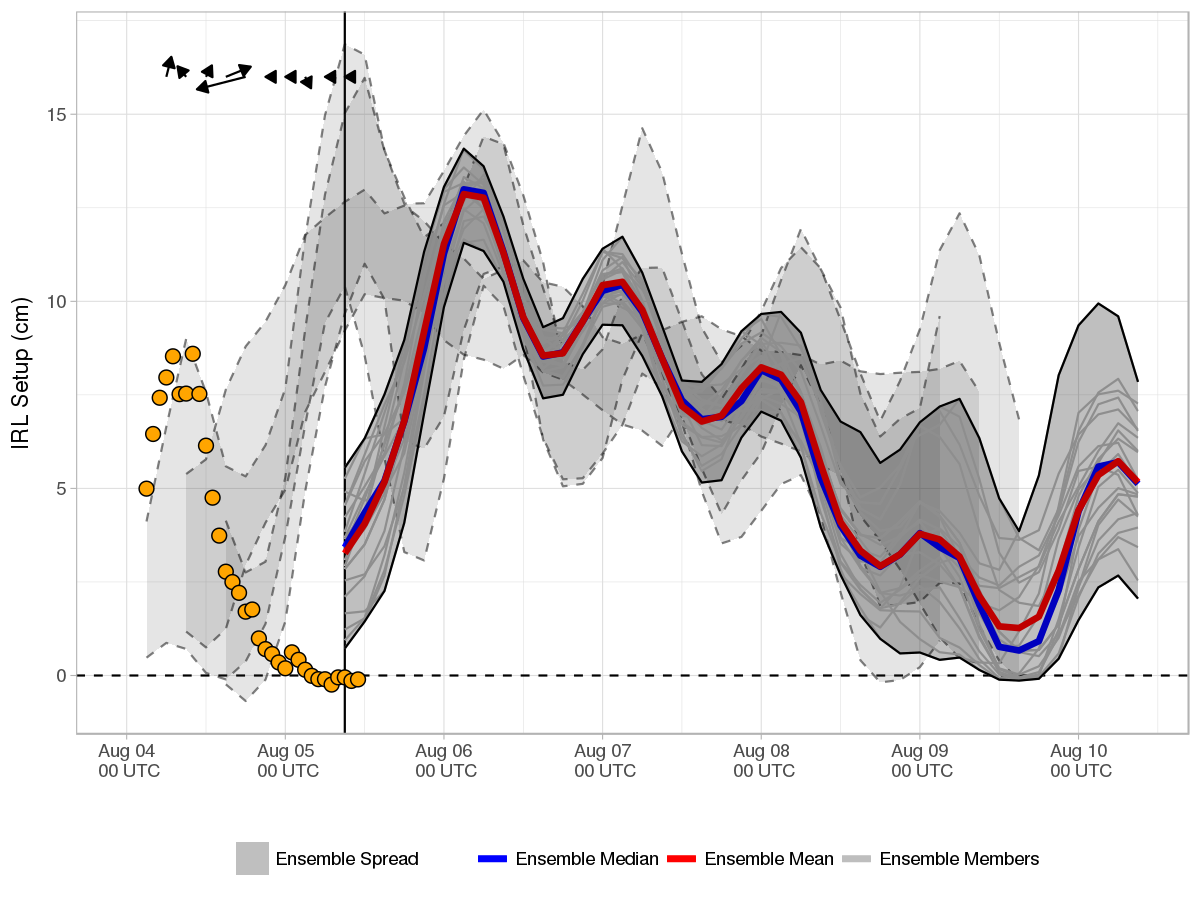 IRL Setup (cm)
15
10
5
0
Aug 04 Aug 05 Aug 06 Aug 07 Aug 08 Aug 09 Aug 10
00 UTC 00 UTC 00 UTC 00 UTC 00 UTC 00 UTC 00 UTC
Ensemble Spread Ensemble Median Ensemble Mean Ensemble Members